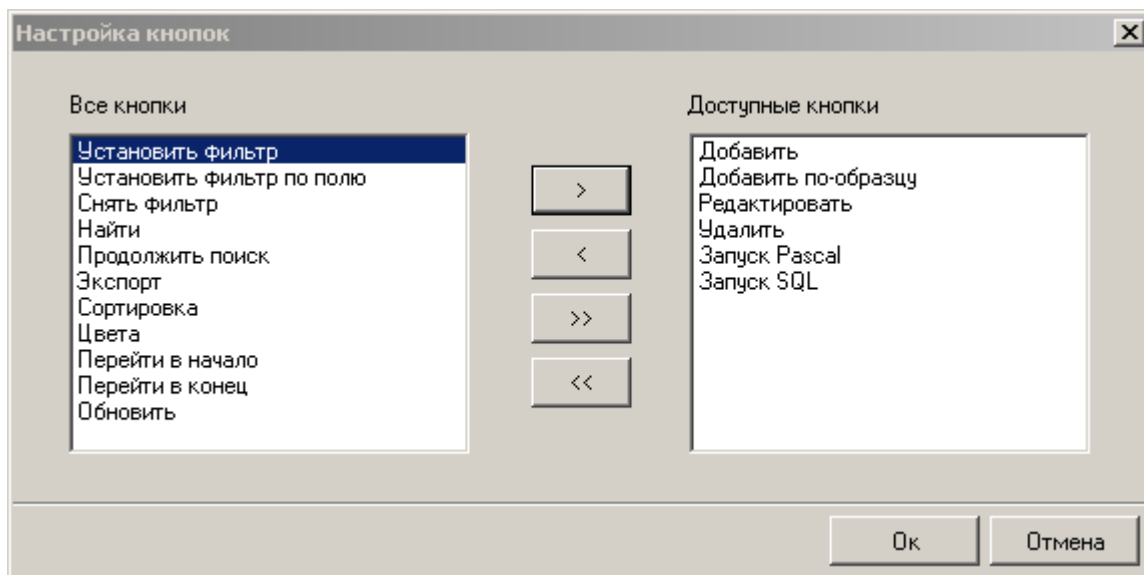 Настройка кнопок
Все кнопки
Установить фильтр
Установить фильтр по полю
Снять фильтр
Найти
Продолжить поиск
Экспорт
Сортировка
Цвета
Перейти в начало
Перейти в конец
Обновить
>
<
>>
<<
Доступные кнопки
Добавить
Добавить по-образцу
Редактировать
Удалить
Запуск Pascal
Запуск SQL
Ок
Отмена